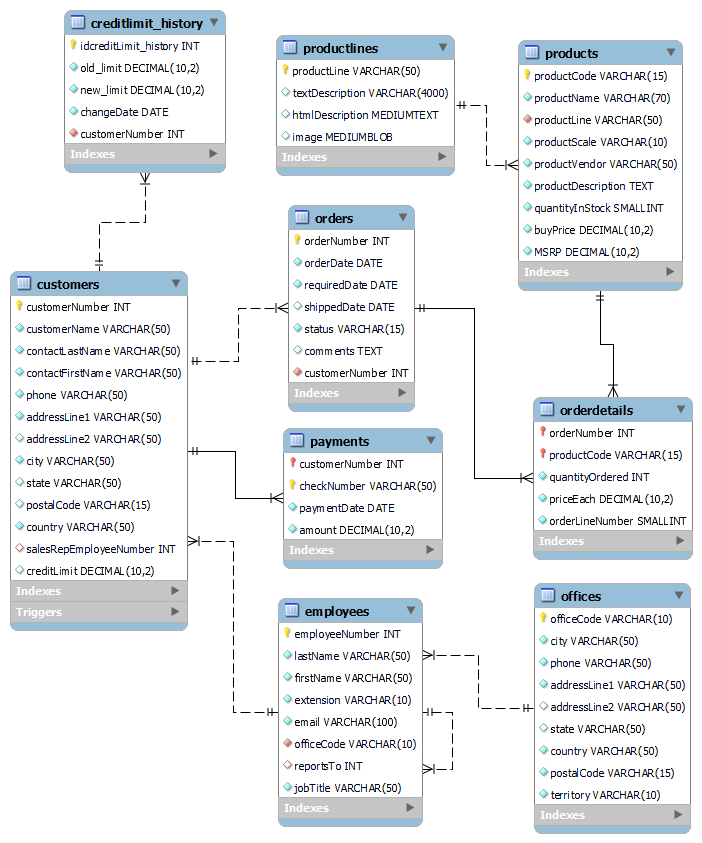 creditlimit_history
idcreditLimit_history INT
old_limit DECIMAL(10,2)
new_limit DECIMAL(10,2)
changeDate DATE
customerNumber INT
Indexes
productlines
productLine VARCHAR(50)
textDescription VARCHAR(4000)
htmlDescription MEDIUMTEXT
image MEDIUMBLOB
Indexes
products
productCode VARCHAR(15)
productName VARCHAR(70)
productLine VARCHAR(50)
productScale VARCHAR(10)
productVendor VARCHAR(50)
productDescription TEXT
quantityInStock SMALLINT
buyPrice DECIMAL(10,2)
MSRP DECIMAL(10,2)
Indexes
orders
orderNumber INT
orderDate DATE
requiredDate DATE
shippedDate DATE
status VARCHAR(15)
comments TEXT
customerNumber INT
Indexes
customers
customerNumber INT
customerName VARCHAR(50)
contactLastName VARCHAR(50)
contactFirstName VARCHAR(50)
phone VARCHAR(50)
addressLine1 VARCHAR(50)
addressLine2 VARCHAR(50)
city VARCHAR(50)
state VARCHAR(50)
postalCode VARCHAR(15)
country VARCHAR(50)
salesRepEmployeeNumber INT
creditLimit DECIMAL(10,2)
Indexes
Triggers
payments
customerNumber INT
checkNumber VARCHAR(50)
paymentDate DATE
amount DECIMAL(10,2)
Indexes
orderdetails
orderNumber INT
productCode VARCHAR(15)
quantityOrdered INT
priceEach DECIMAL(10,2)
orderLineNumber SMALLINT
Indexes
employees
employeeNumber INT
lastName VARCHAR(50)
firstName VARCHAR(50)
extension VARCHAR(10)
email VARCHAR(100)
officeCode VARCHAR(10)
reportsTo INT
jobTitle VARCHAR(50)
Indexes
offices
officeCode VARCHAR(10)
city VARCHAR(50)
phone VARCHAR(50)
addressLine1 VARCHAR(50)
addressLine2 VARCHAR(50)
state VARCHAR(50)
country VARCHAR(50)
postalCode VARCHAR(15)
territory VARCHAR(10)
Indexes